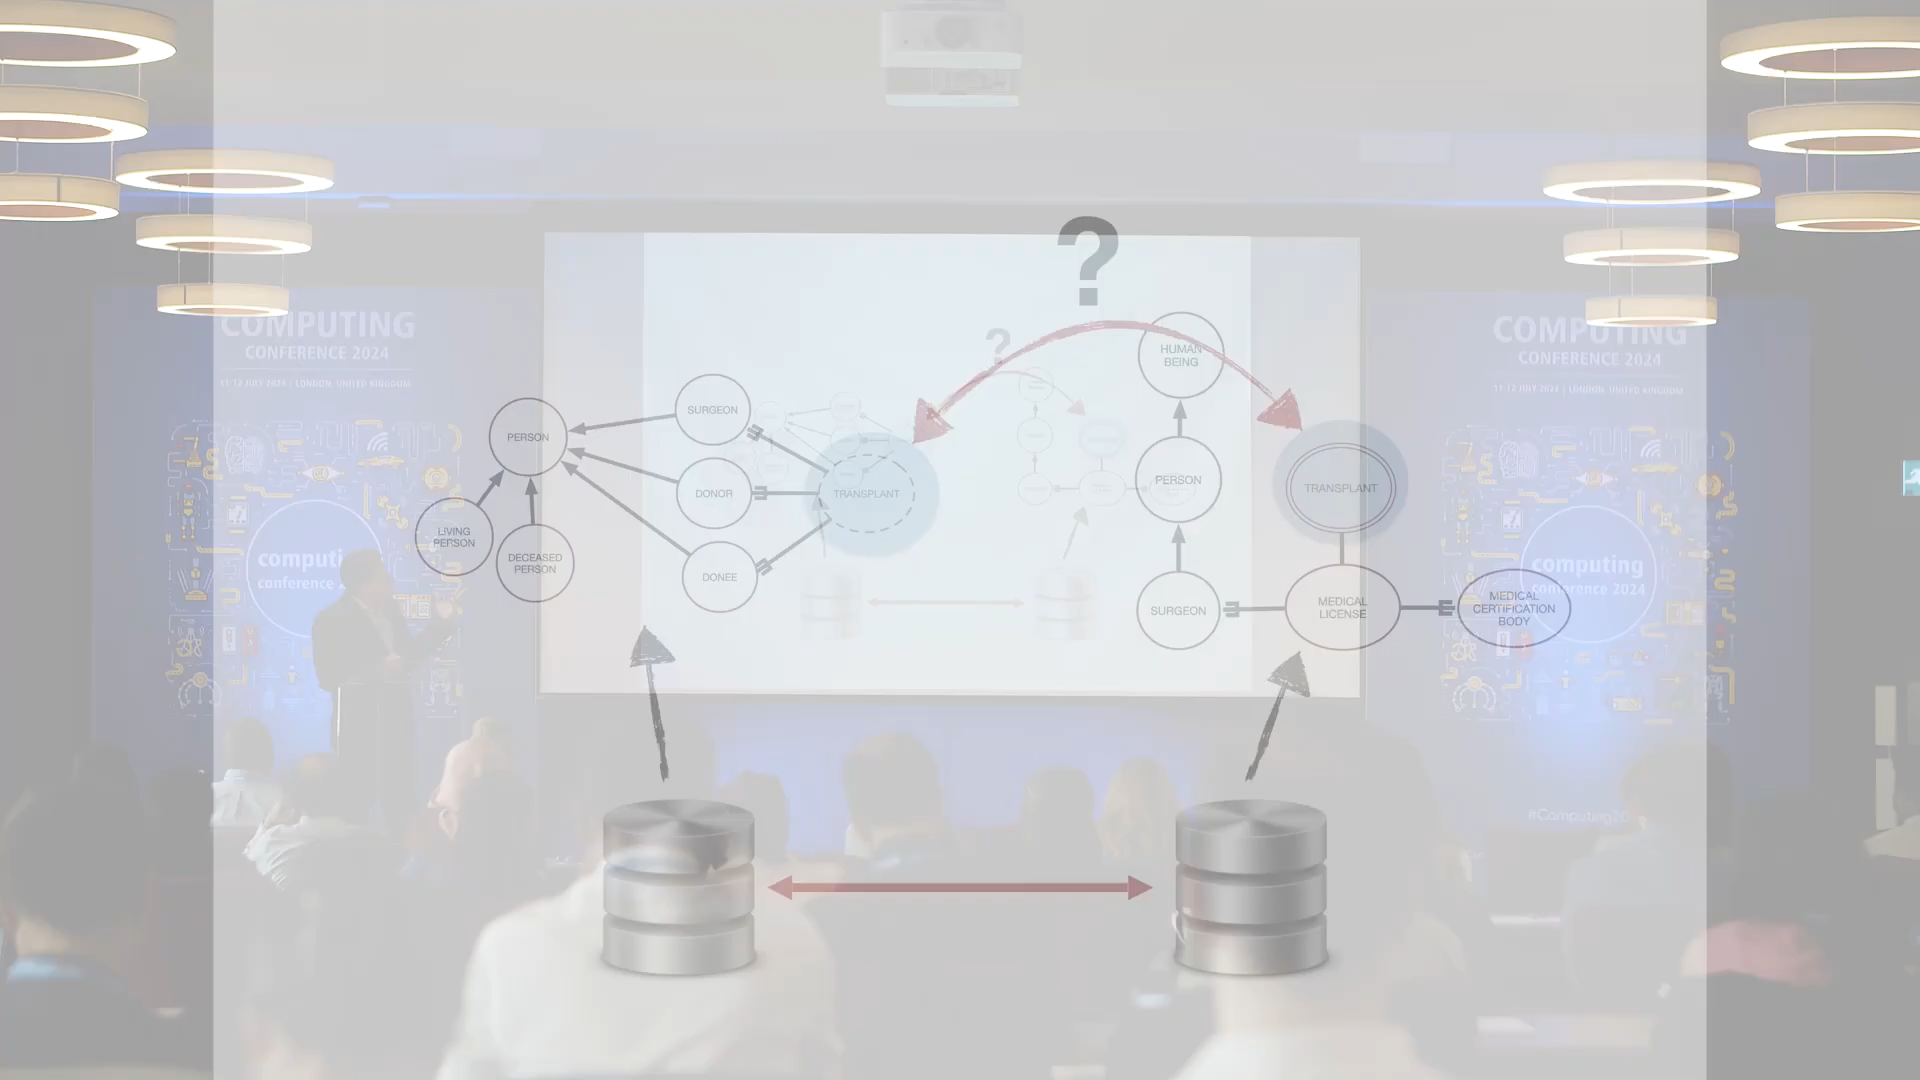 COMPUTING
CONFERENCE 2024
11-12 JULY 2024 | LONDON, UNITED KINGDOM
COMPUTING
CONFERENCE 2024
11-12 JULY 2024 | LONDON, UNITED KINGDOM
?
?
HUMAN
BEING
PERSON
SURGEON
DONOR
DONEE
TRANSPLANT
LIVING
PERSON
DECEASED
PERSON
PERSON
TRANSPLANT
SURGEON
MEDICAL
LICENSE
MEDICAL
CERTIFICATION
BODY
computi
conference
computing
conference 2024
#Computing20